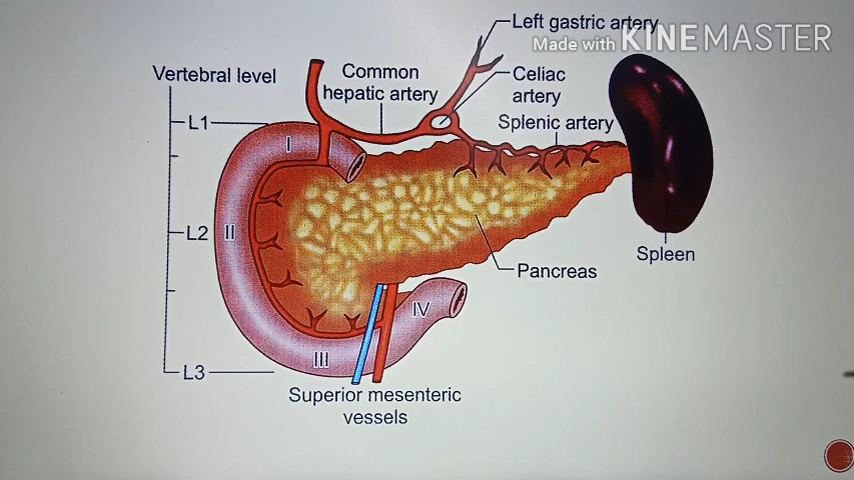 Left gastric artery
Made with KINEMASTER
Vertebral level
Common
hepatic artery
Celiac
artery
Splenic artery
L1
I
L2
II
Spleen
Pancreas
IV
III
L3
Superior mesenteric
vessels